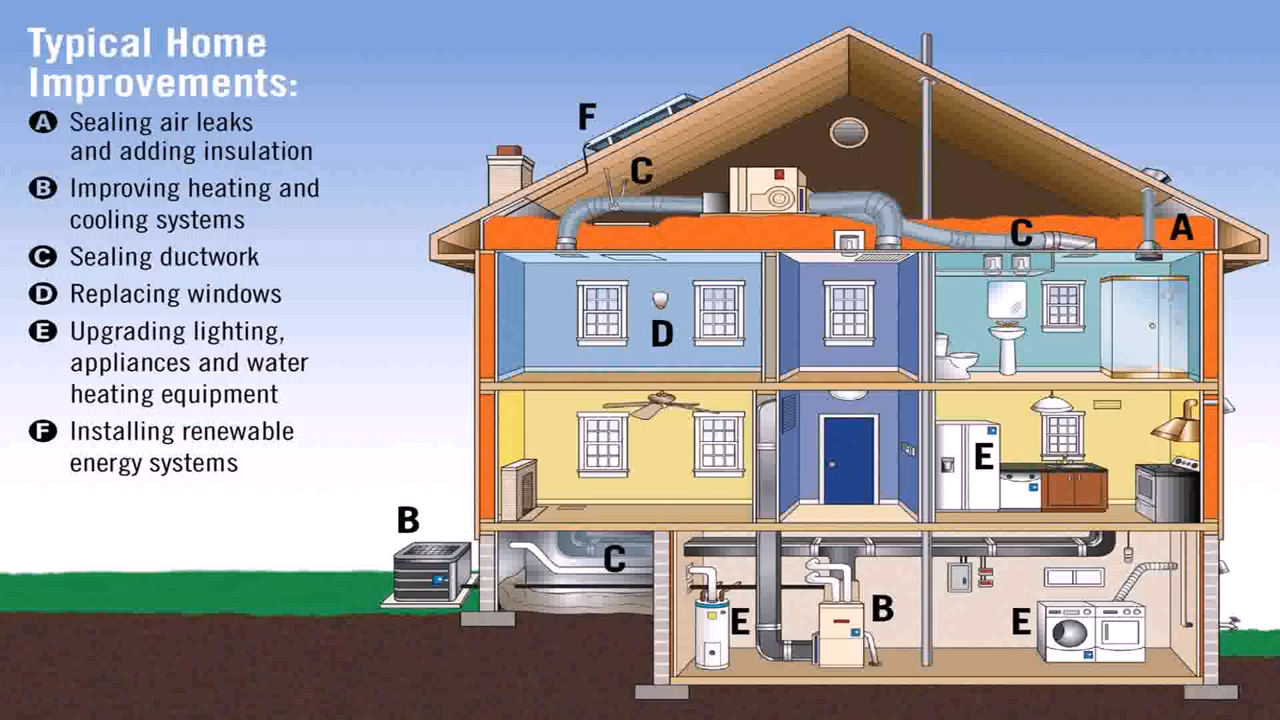 Typical Home
Improvements:
A Sealing air leaks
and adding insulation
B Improving heating and
cooling systems
C Sealing ductwork
D Replacing windows
E Upgrading lighting,
appliances and water
heating equipment
F Installing renewable
energy systems
F
C
C
A
D
E
B
C
E
B
E